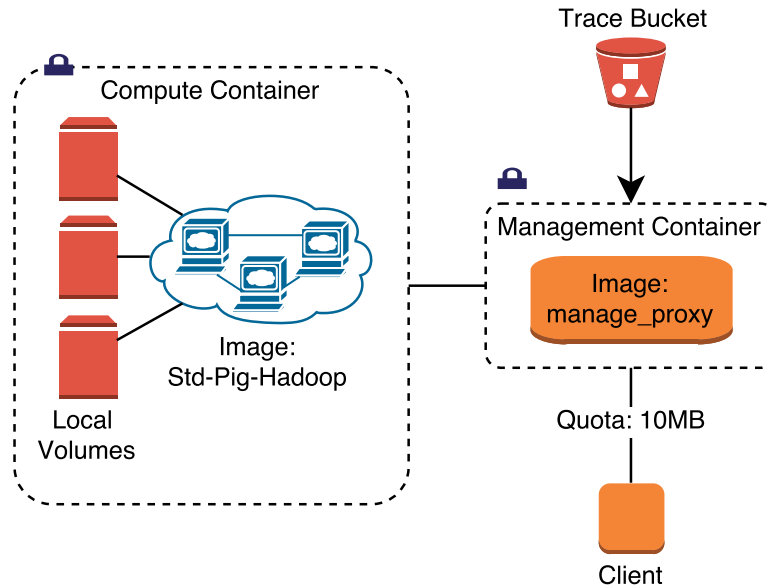 Trace Bucket
Compute Container
Management Container
Image:
manage_proxy
Image:
Std-Pig-Hadoop
Local
Volumes
Quota: 10MB
Client